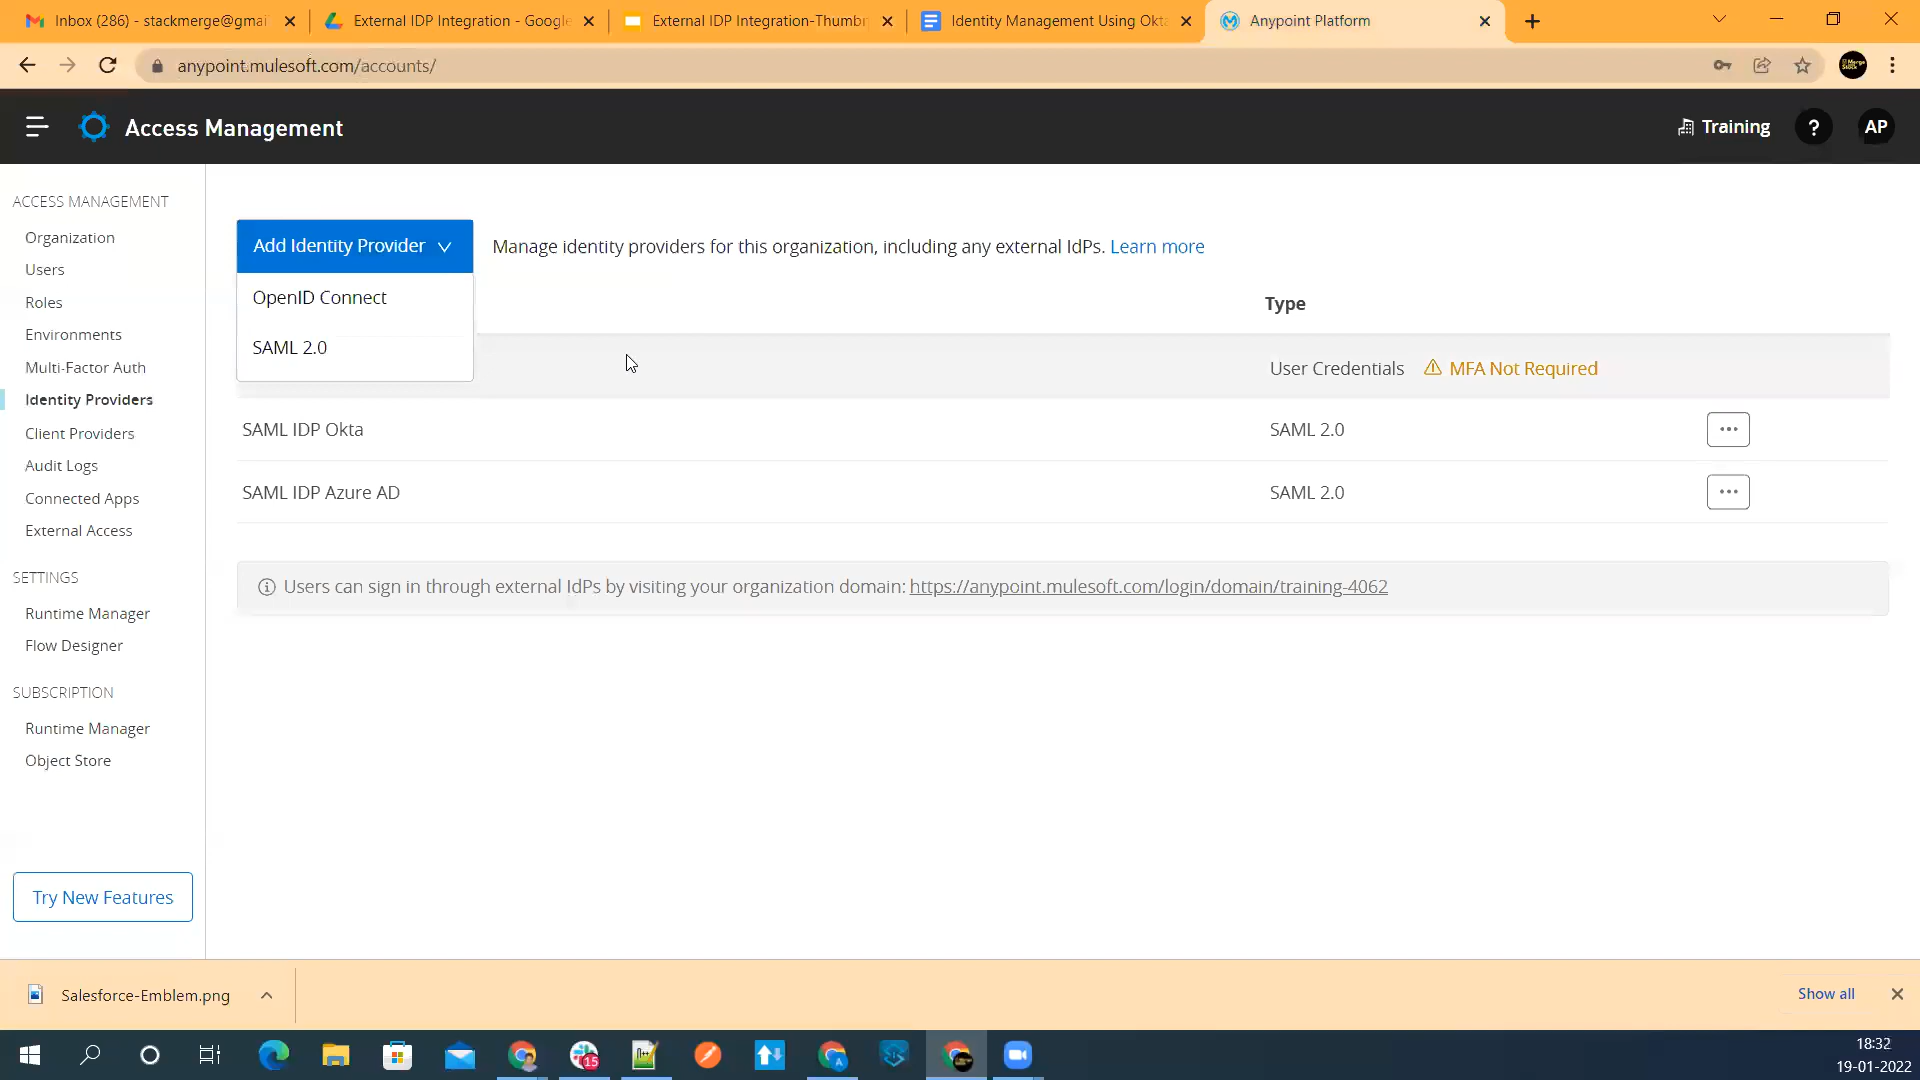 Inbox (286) - stackmerge@gmai
External IDP Integration - Google
External IDP Integration-Thumbn
Identity Management Using Okta
Anypoint Platform
anypoint.mulesoft.com/accounts/
Access Management
Training
?
AP
ACCESS MANAGEMENT
Organization
Users
Roles
Environments
Multi-Factor Auth
Identity Providers
Client Providers
Audit Logs
Connected Apps
External Access
SETTINGS
Runtime Manager
Flow Designer
SUBSCRIPTION
Runtime Manager
Object Store
Try New Features
Add Identity Provider
Manage identity providers for this organization, including any external IdPs. Learn more
OpenID Connect
SAML 2.0
Type
User Credentials MFA Not Required
SAML IDP Okta SAML 2.0
SAML IDP Azure AD SAML 2.0
Users can sign in through external IdPs by visiting your organization domain: https://anypoint.mulesoft.com/login/domain/training-4062
Salesforce-Emblem.png
Show all
15
18:32
19-01-2022